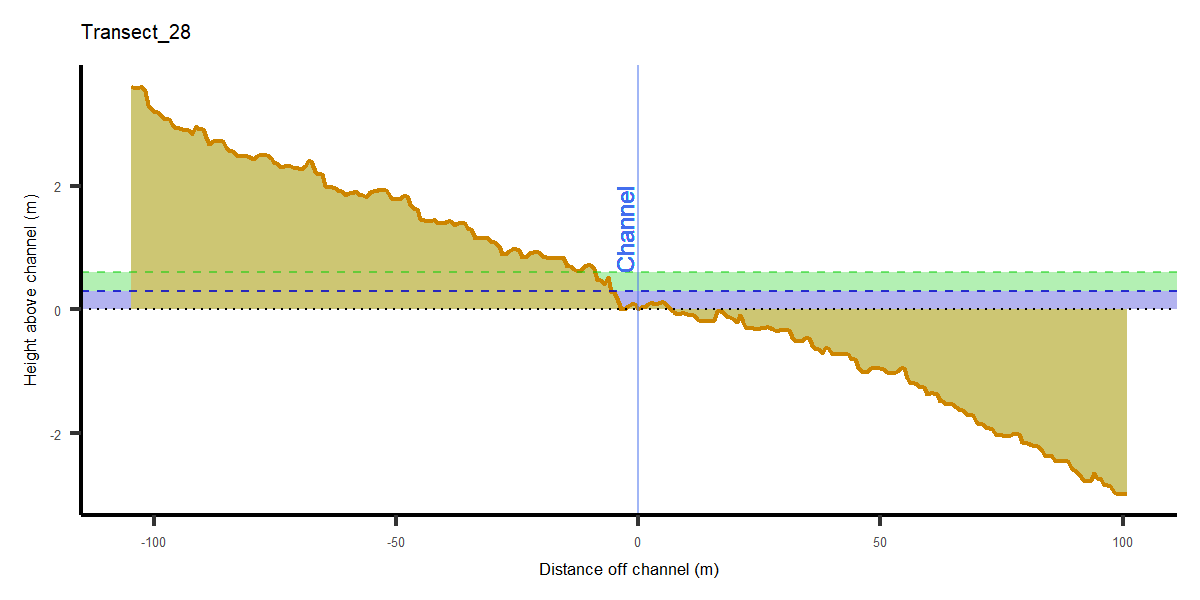 Transect_28
Height above channel (m)
2
0
-2
Channel
-100
-50
0
50
100
Distance off channel (m)